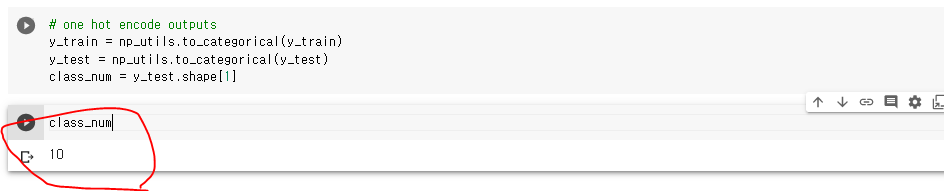 # one hot encode outputs
y_train = np_utils.to_categorical(y_train)
y_test = np_utils.to_categorical(y_test)
class_num = y_test.shape[1]
class_num
10